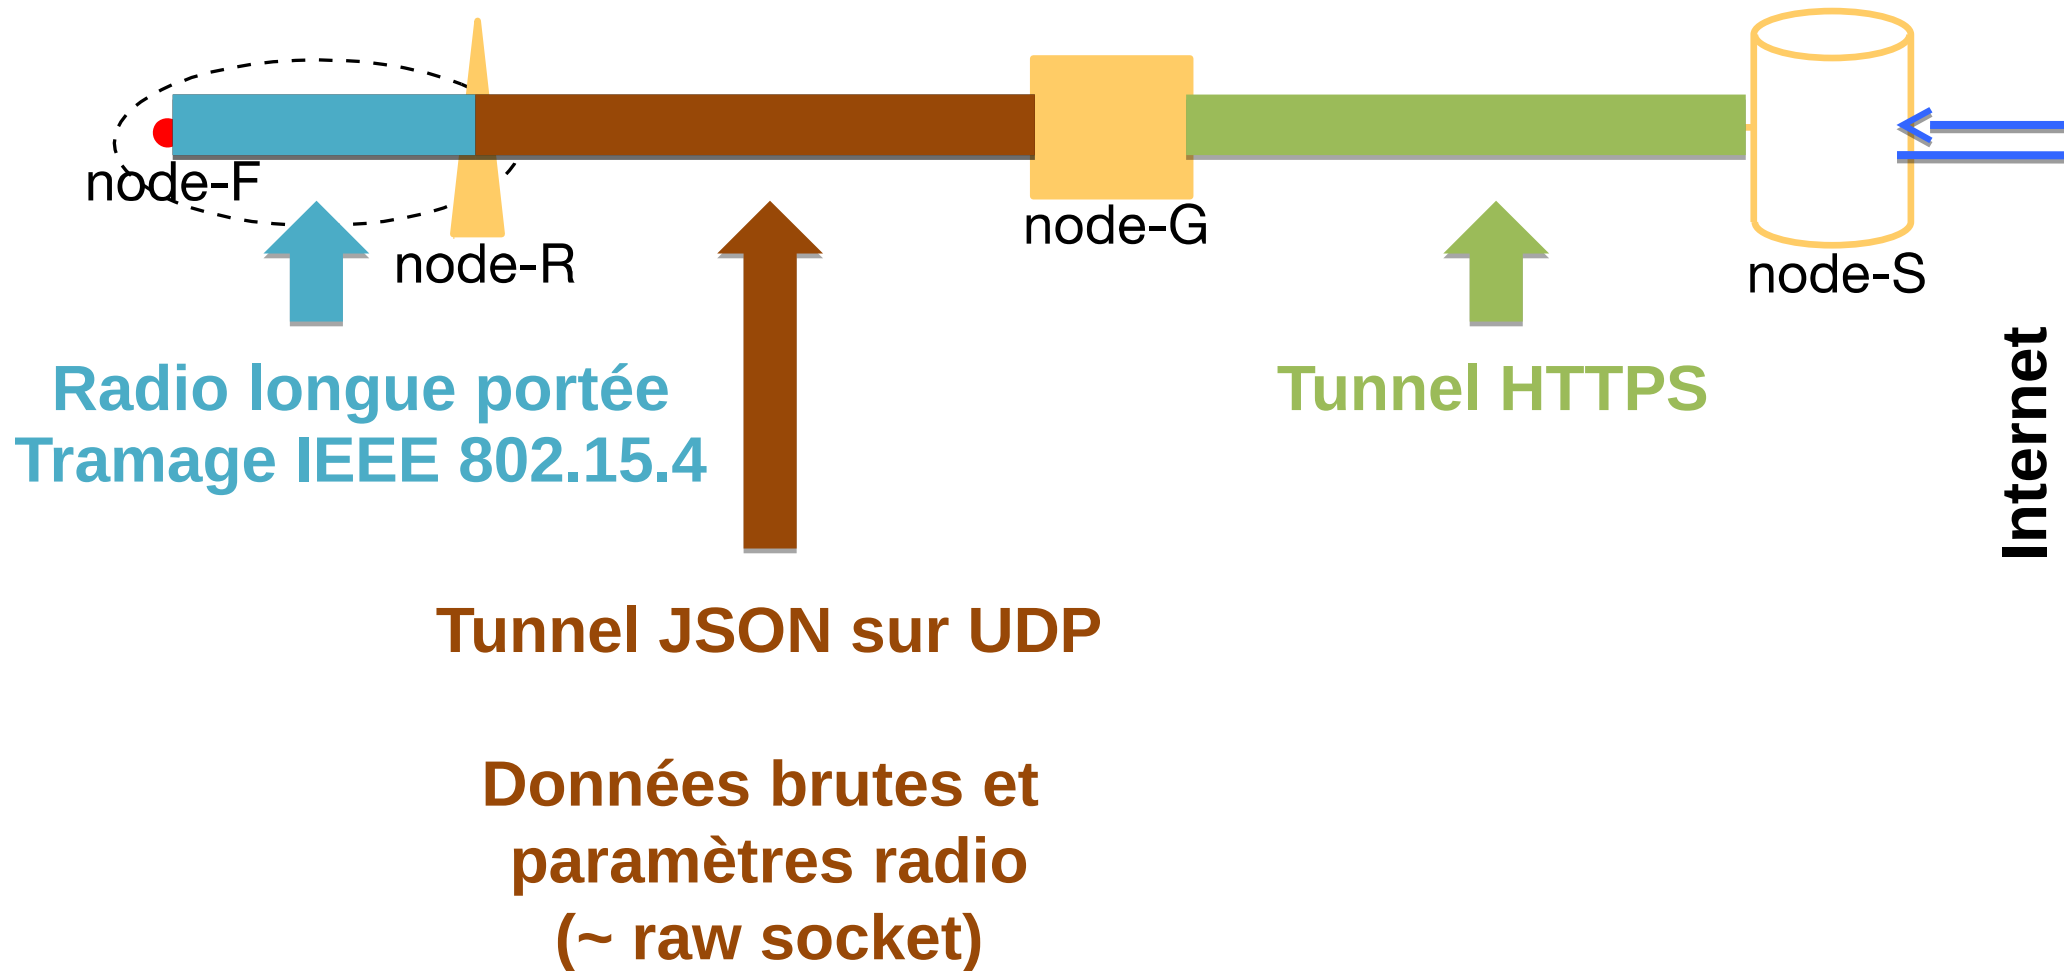 node-F
node-R
node-G
node-S
Radio longue portée
Tramage IEEE 802.15.4
Tunnel HTTPS
Internet
Tunnel JSON sur UDP
Données brutes et
paramètres radio
(~ raw socket)